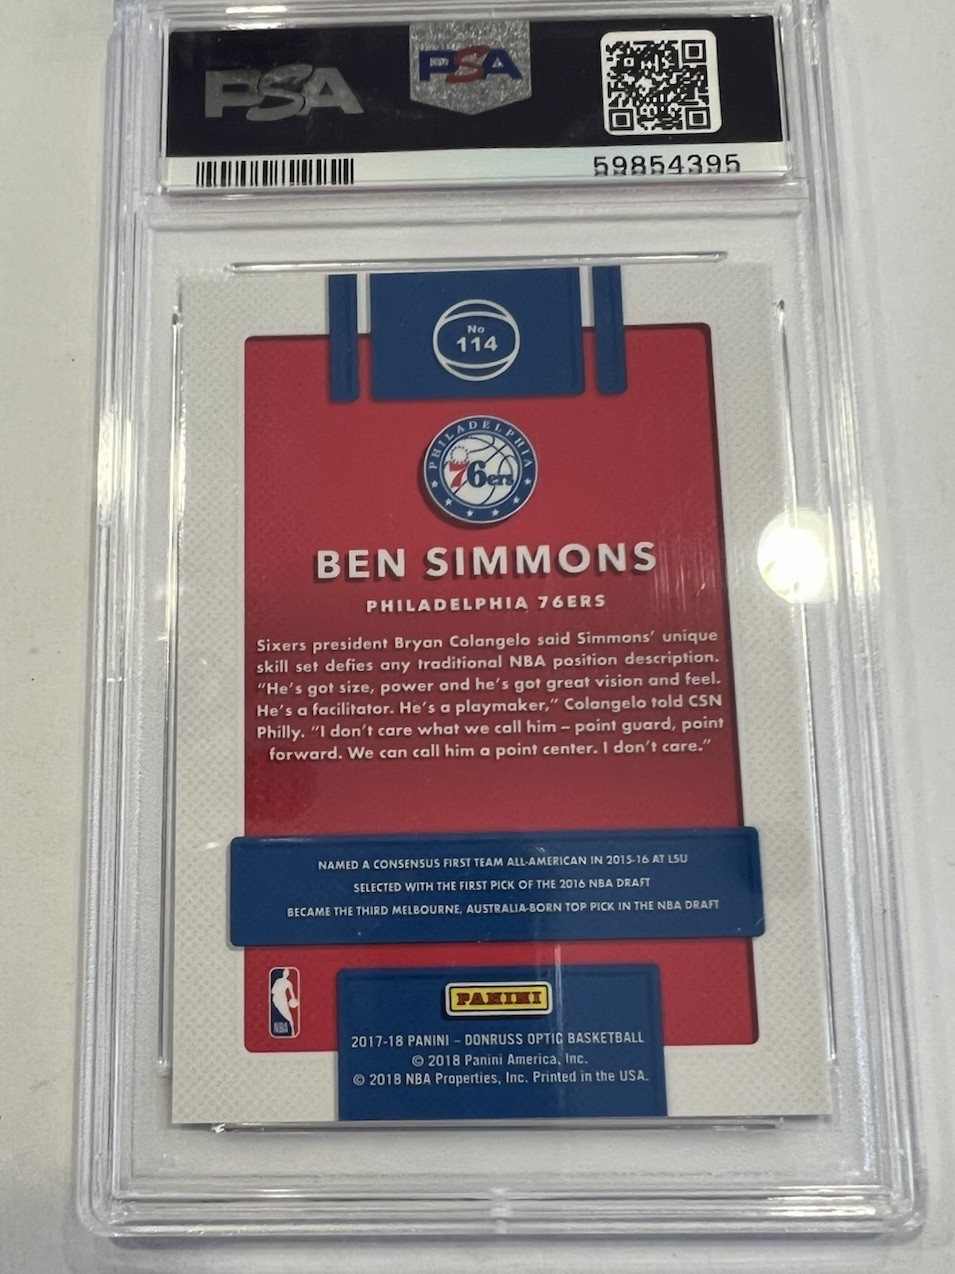 PSA
PSA
59854395
No
114
PHILADELPHIA
76ers
BEN SIMMONS
PHILADELPHIA 76ERS
Sixers president Bryan Colangelo said Simmons’ unique
skill set defies any traditional NBA position description.
“He’s got size, power and he’s got great vision and feel.
He’s a facilitator. He’s a playmaker,” Colangelo told CSN
Philly. “I don’t care what we call him – point guard, point
forward. We can call him a point center. I don’t care.”
NAMED A CONSENSUS FIRST TEAM ALL-AMERICAN IN 2015-16 AT LSU
SELECTED WITH THE FIRST PICK OF THE 2016 NBA DRAFT
BECAME THE THIRD MELBOURNE, AUSTRALIA-BORN TOP PICK IN THE NBA DRAFT
NBA
PANINI
2017-18 PANINI – DONRUSS OPTIC BASKETBALL
© 2018 Panini America, Inc.
© 2018 NBA Properties, Inc. Printed in the USA.